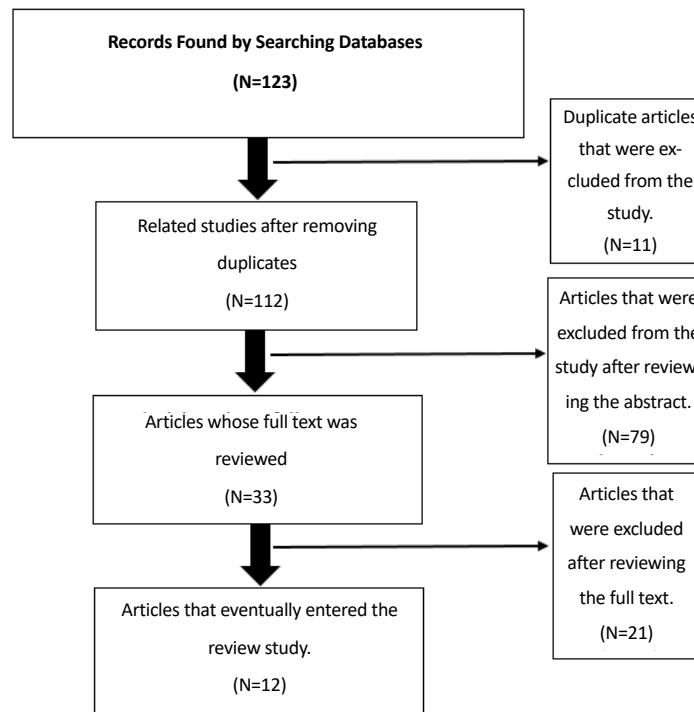 Records Found by Searching Databases
(N=123)
Duplicate articles
that were ex-
cluded from the
study.
(N=11)
Related studies after removing
duplicates
(N=112)
Articles that were
excluded from the
study after review
ing the abstract.
(N=79)
Articles whose full text was
reviewed
(N=33)
Articles that
were excluded
after reviewing
the full text.
(N=21)
Articles that eventually entered the
review study.
(N=12)